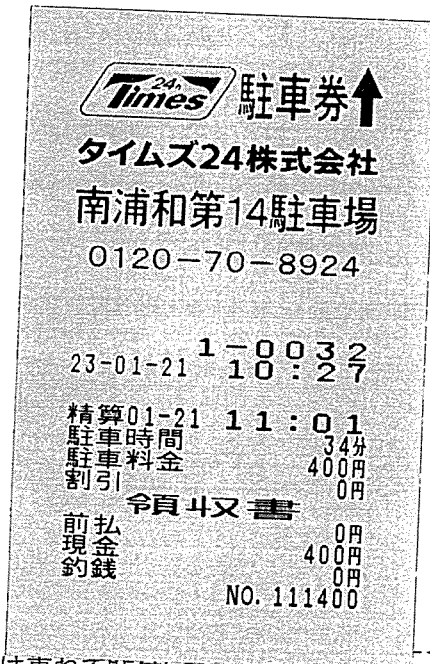 24h Times 駐車券↑
タイムズ24株式会社
南浦和第14駐車場
0120-70-8924
1-0032
23-01-21 10:27
精算01-21 11:01
駐車時間 34分
駐車料金 400円
割引 0円
領収書
前払 0円
現金 400円
釣銭 0円
NO.111400